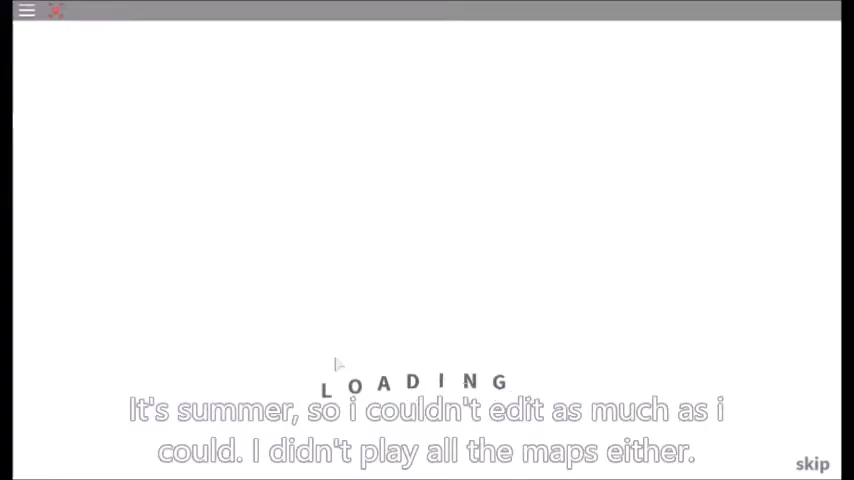 LOADING
It's summer, so i couldn't edit as much as i
could. I didn't play all the maps either.
skip